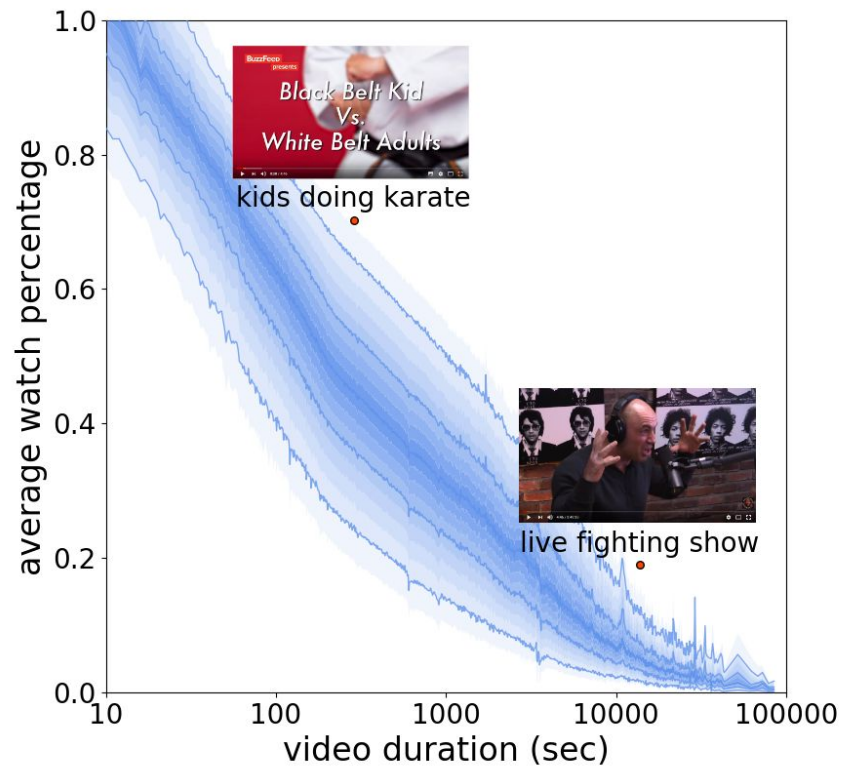 1.0
0.8
0.6
0.4
0.2
0.0
average watch percentage
BuzzFeed
presents
Black Belt Kid
Vs.
White Belt Adults
kids doing karate
live fighting show
10
100
1000
10000
100000
video duration (sec)